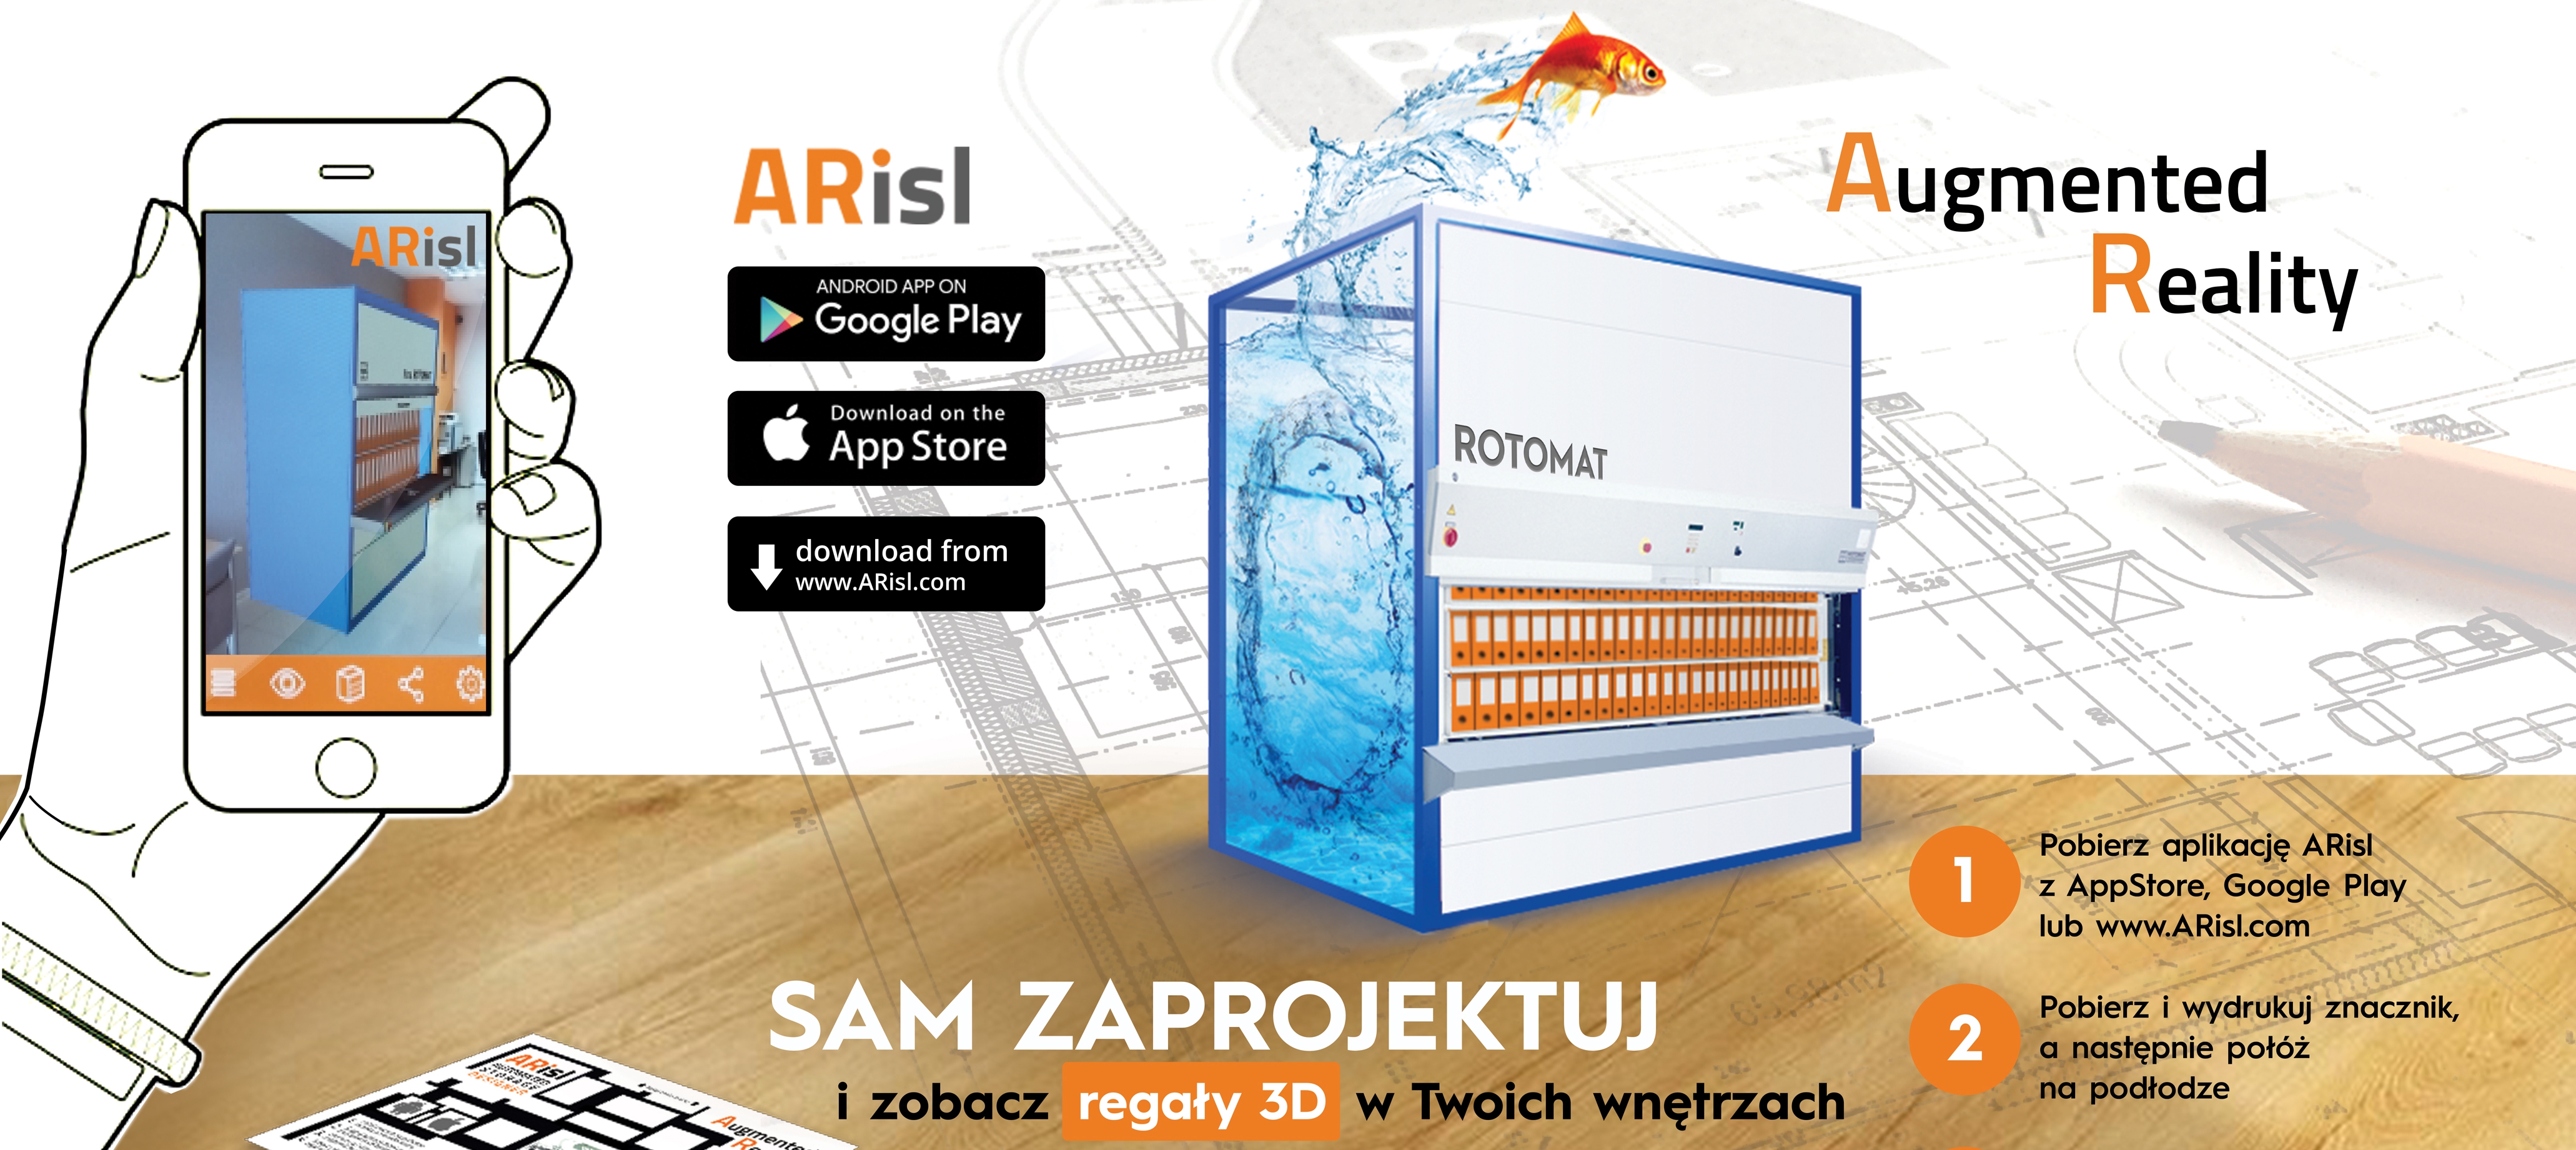 ARisl
ARisl
ANDROID APP ON
Google Play
Download on the
App Store
download from
www.ARisl.com
Augmented
Reality
ROTOMAT
SAM ZAPROJEKTUJ
i zobacz regały 3D w Twoich wnętrzach
1
Pobierz aplikację ARisl
z AppStore, Google Play
lub www.ARisl.com
2
Pobierz i wydrukuj znacznik,
a następnie połóż
na podłodze
ARisl